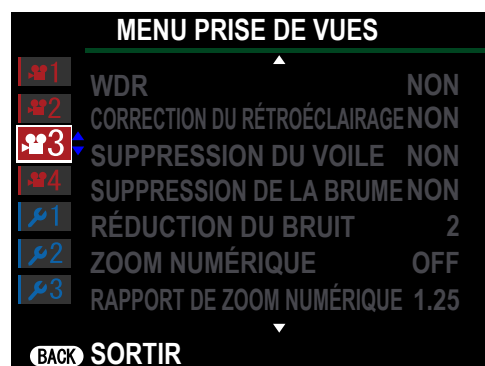 MENU PRISE DE VUES
1
WDR NON
2
CORRECTION DU RÉTROÉCLAIRAGE NON
3
SUPPRESSION DU VOILE NON
4
SUPPRESSION DE LA BRUME NON
1
RÉDUCTION DU BRUIT 2
2
ZOOM NUMÉRIQUE OFF
3
RAPPORT DE ZOOM NUMÉRIQUE 1.25
BACK SORTIR